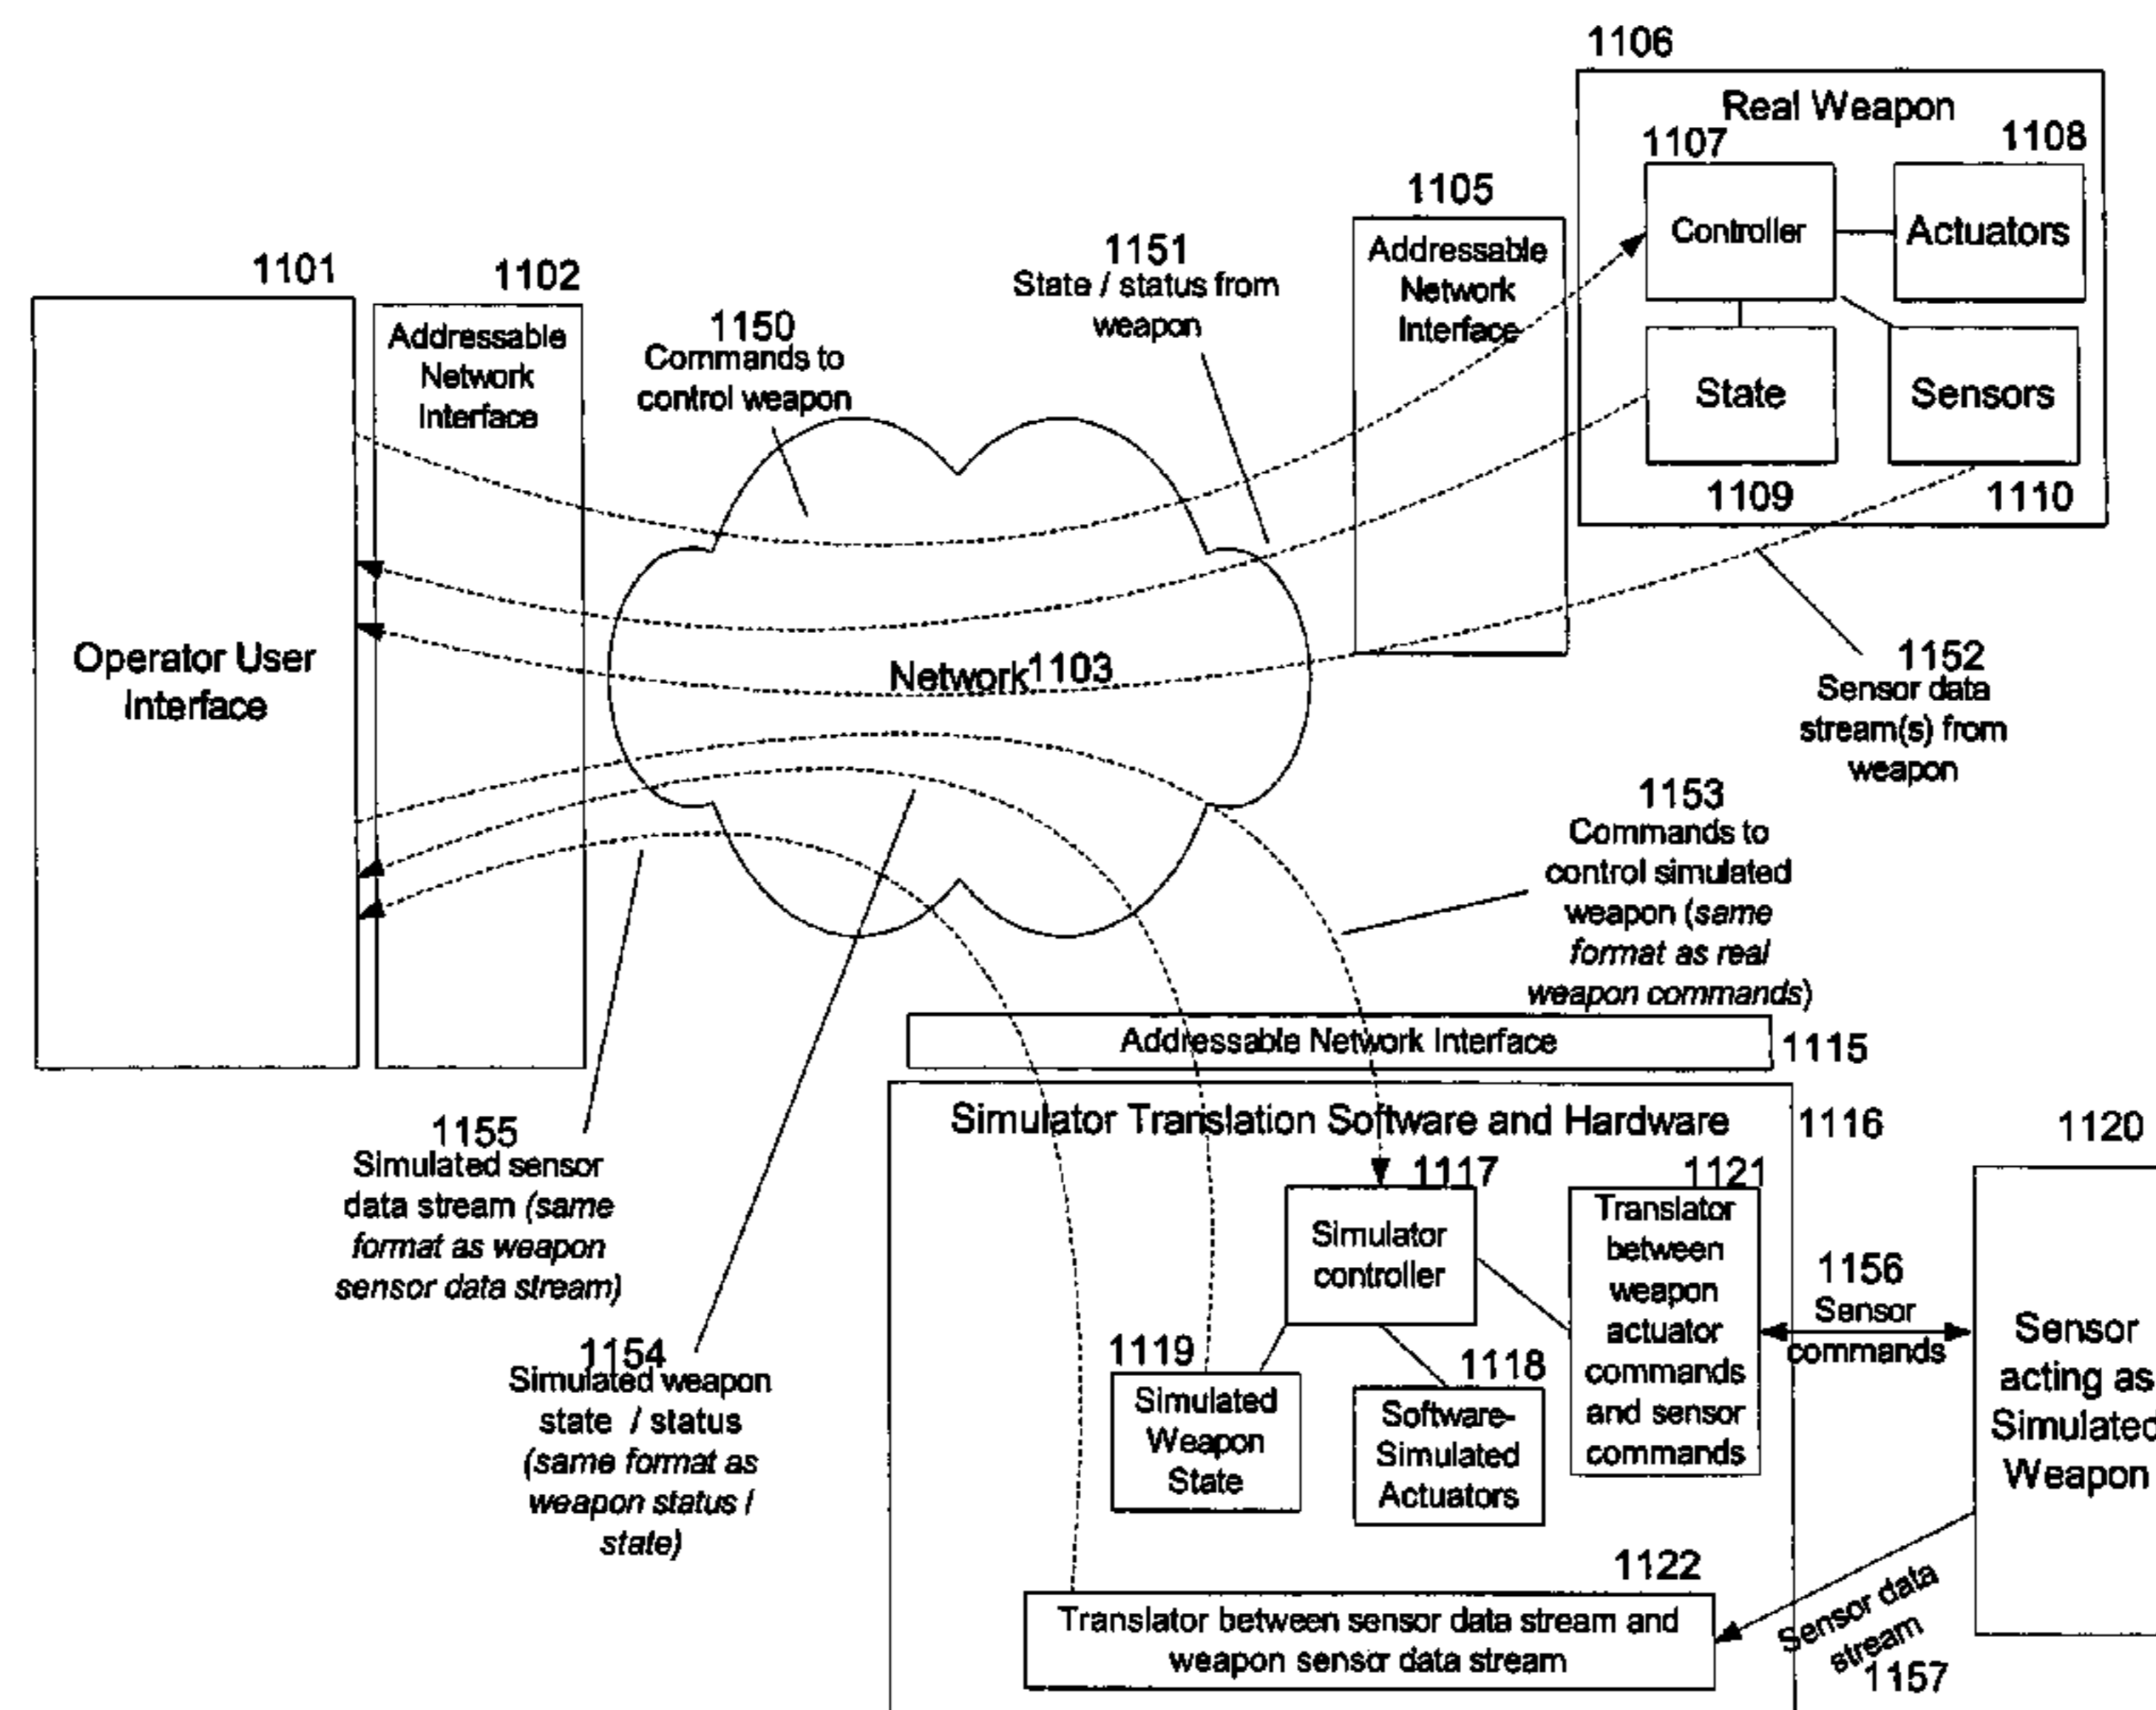 1106
Real Weapon
1107
1108
Controller
Actuators
State
Sensors
1109
1110
1105
Addressable
Network
Interface
1151
State / status from
weapon
1101
1102
Addressable
Network
Interface
1150
Commands to
control weapon
Operator User
Interface
Network 1103
1152
Sensor data
stream(s) from
weapon
1153
Commands to
control simulated
weapon (same
format as real
weapon commands)
Addressable Network Interface
1115
1155
Simulated sensor
data stream (same
format as weapon
sensor data stream)
1154
Simulated weapon
state / status
(same format as
weapon status /
state)
Simulator Translation Software and Hardware
1116
1117
Simulator
controller
1121
Translator
between
weapon
actuator
commands
and sensor
commands
1119
Simulated
Weapon
State
1118
Software-
Simulated
Actuators
1156
Sensor
commands
1120
Sensor
acting as
Simulated
Weapon
1122
Translator between sensor data stream and
weapon sensor data stream
Sensor data
stream
1157